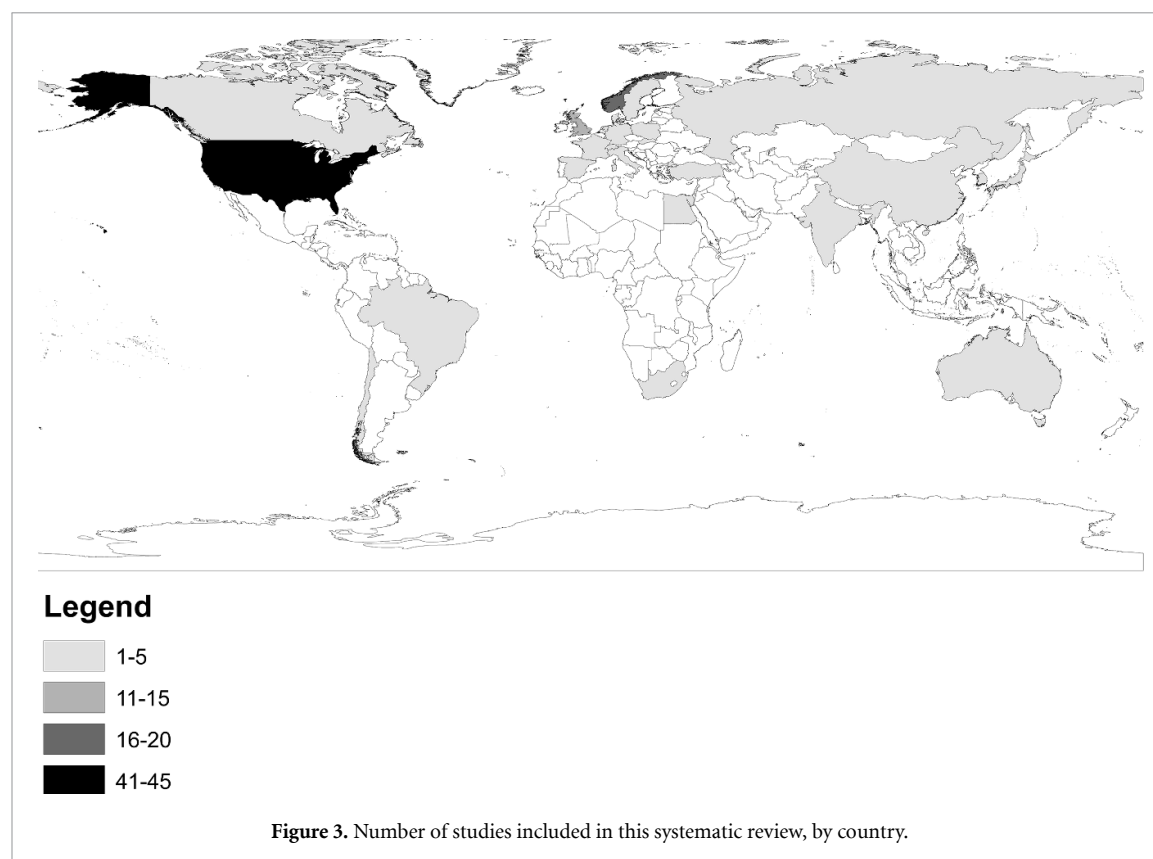 Legend
1-5
11-15
16-20
41-45
Figure 3. Number of studies included in this systematic review, by country.